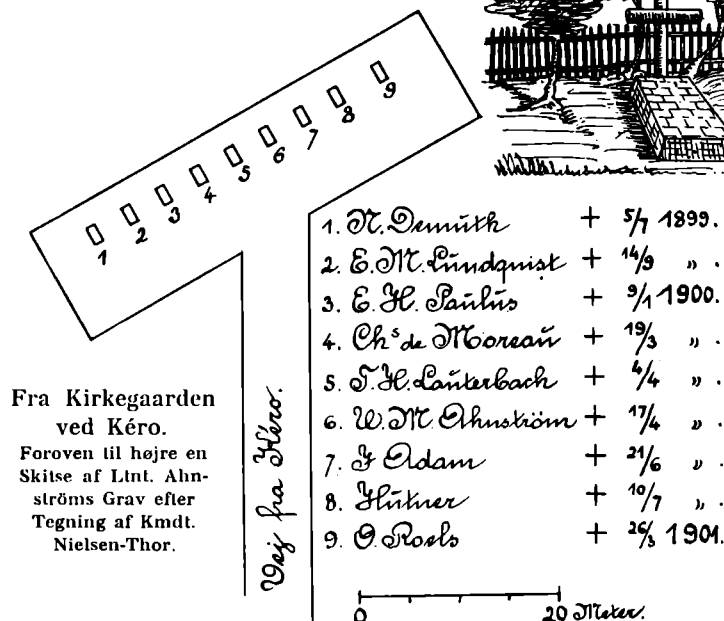 1 2 3 4 5 6 7 8 9
1. N. Demuth + 5/7 1899.
2. E. M. Lundquist + 14/9 „ .
3. E. H. Paulus + 9/1 1900.
4. Chs de Moreau + 19/3 „ .
5. T. H. Lauterbach + 4/4 „ .
6. W. M. Ahnström + 17/4 „ .
7. F Adam + 21/6 „ .
8. Hutner + 10/7 „ .
9. O. Roels + 26/3 1901.
Fra Kirkegaarden
ved Kéro.
Foroven til højre en
Skitse af Ltnt. Ahn-
ströms Grav efter
Tegning af Kmdt.
Nielsen-Thor.
Vej fra Kéro.
0 20 Meter.